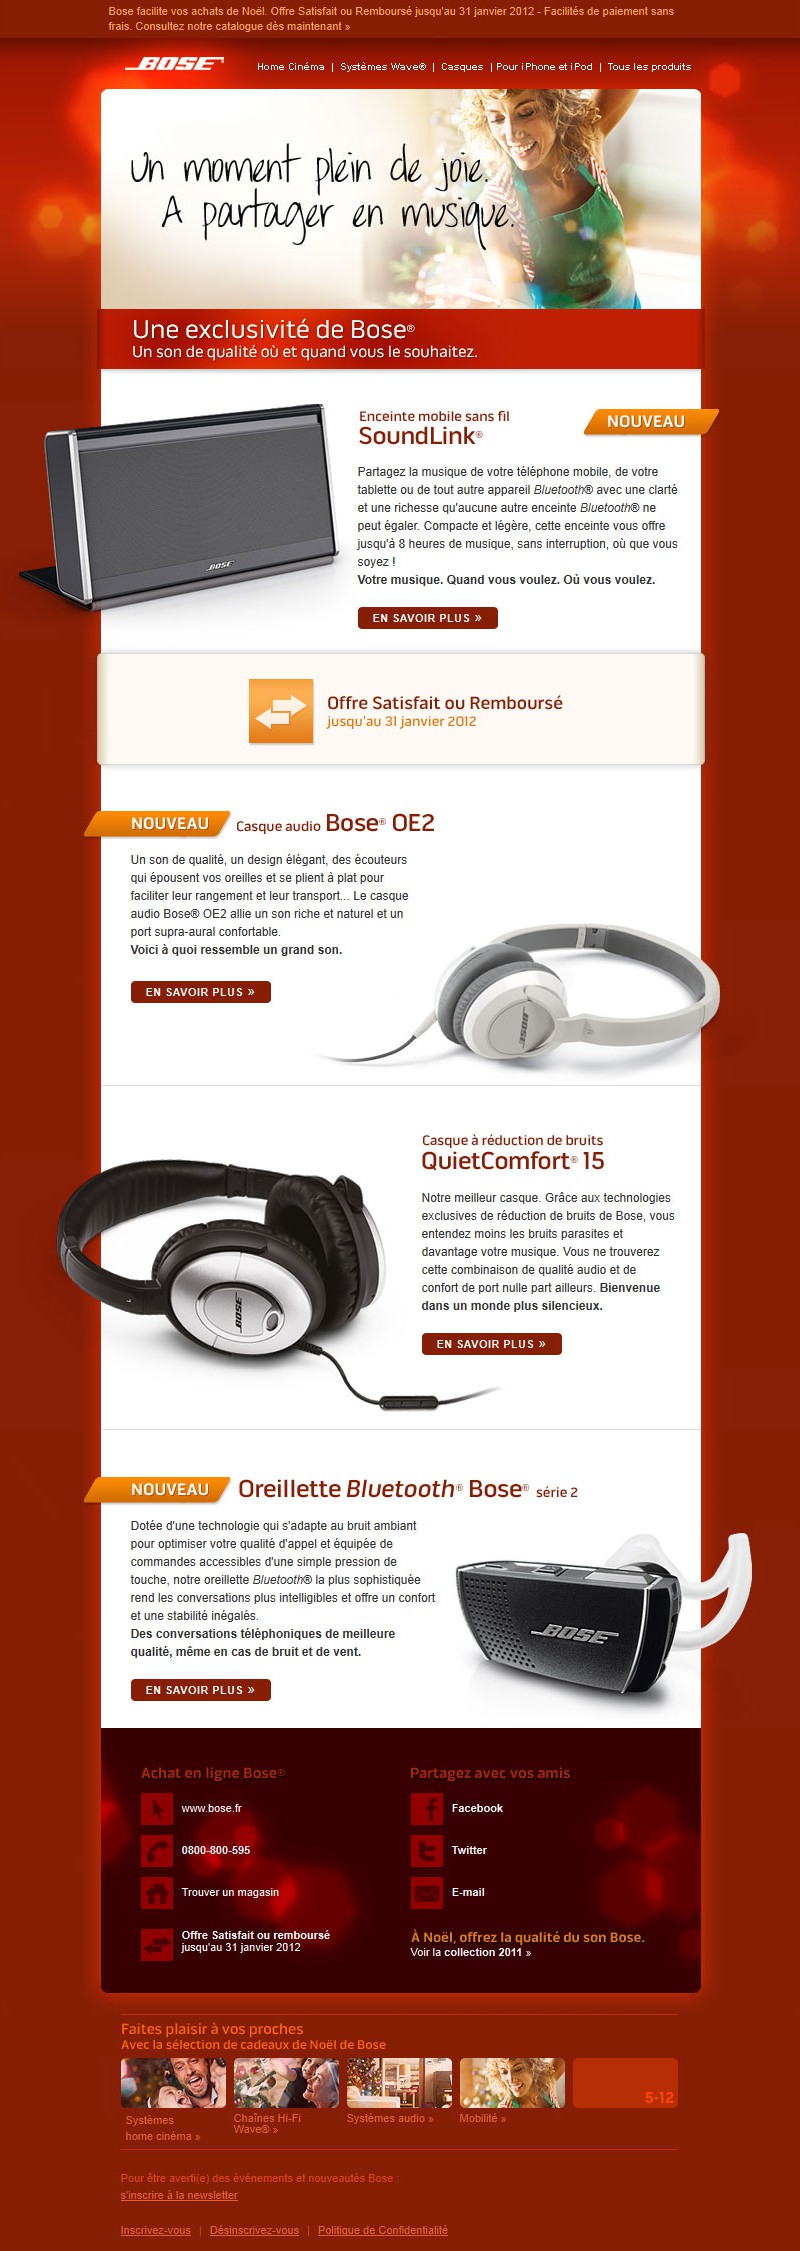 Bose facilite vos achats de Noël. Offre Satisfait ou Remboursé jusqu'au 31 janvier 2012 - Facilités de paiement sans
frais. Consultez notre catalogue dès maintenant »
BOSE
Home Cinéma | Systèmes Wave® | Casques | Pour iPhone et iPod | Tous les produits
Un moment plein de joie.
A partager en musique.
Une exclusivité de Bose®
Un son de qualité où et quand vous le souhaitez.
Enceinte mobile sans fil
SoundLink®
NOUVEAU
Partagez la musique de votre téléphone mobile, de votre
tablette ou de tout autre appareil Bluetooth® avec une clarté
et une richesse qu'aucune autre enceinte Bluetooth® ne
peut égaler. Compacte et légère, cette enceinte vous offre
jusqu'à 8 heures de musique, sans interruption, où que vous
soyez !
Votre musique. Quand vous voulez. Où vous voulez.
BOSE
EN SAVOIR PLUS »
Offre Satisfait ou Remboursé
jusqu'au 31 janvier 2012
NOUVEAU
Casque audio Bose® OE2
Un son de qualité, un design élégant, des écouteurs
qui épousent vos oreilles et se plient à plat pour
faciliter leur rangement et leur transport... Le casque
audio Bose® OE2 allie un son riche et naturel et un
port supra-aural confortable.
Voici à quoi ressemble un grand son.
EN SAVOIR PLUS »
BOSE
Casque à réduction de bruits
QuietComfort® 15
Notre meilleur casque. Grâce aux technologies
exclusives de réduction de bruits de Bose, vous
entendez moins les bruits parasites et
davantage votre musique. Vous ne trouverez
cette combinaison de qualité audio et de
confort de port nulle part ailleurs. Bienvenue
dans un monde plus silencieux.
BOSE
EN SAVOIR PLUS »
NOUVEAU
Oreillette Bluetooth® Bose® série 2
Dotée d'une technologie qui s'adapte au bruit ambiant
pour optimiser votre qualité d'appel et équipée de
commandes accessibles d'une simple pression de
touche, notre oreillette Bluetooth® la plus sophistiquée
rend les conversations plus intelligibles et offre un confort
et une stabilité inégalés.
Des conversations téléphoniques de meilleure
qualité, même en cas de bruit et de vent.
BOSE
EN SAVOIR PLUS »
Achat en ligne Bose®
www.bose.fr
0800-800-595
Trouver un magasin
Offre Satisfait ou remboursé
jusqu'au 31 janvier 2012
Partagez avec vos amis
Facebook
Twitter
E-mail
À Noël, offrez la qualité du son Bose.
Voir la collection 2011 »
Faites plaisir à vos proches
Avec la sélection de cadeaux de Noël de Bose
5-12
Systèmes
home cinéma »
Chaînes Hi-Fi
Wave® »
Systèmes audio »
Mobilité »
Pour être averti(e) des événements et nouveautés Bose :
s'inscrire à la newsletter
Inscrivez-vous | Désinscrivez-vous | Politique de Confidentialité